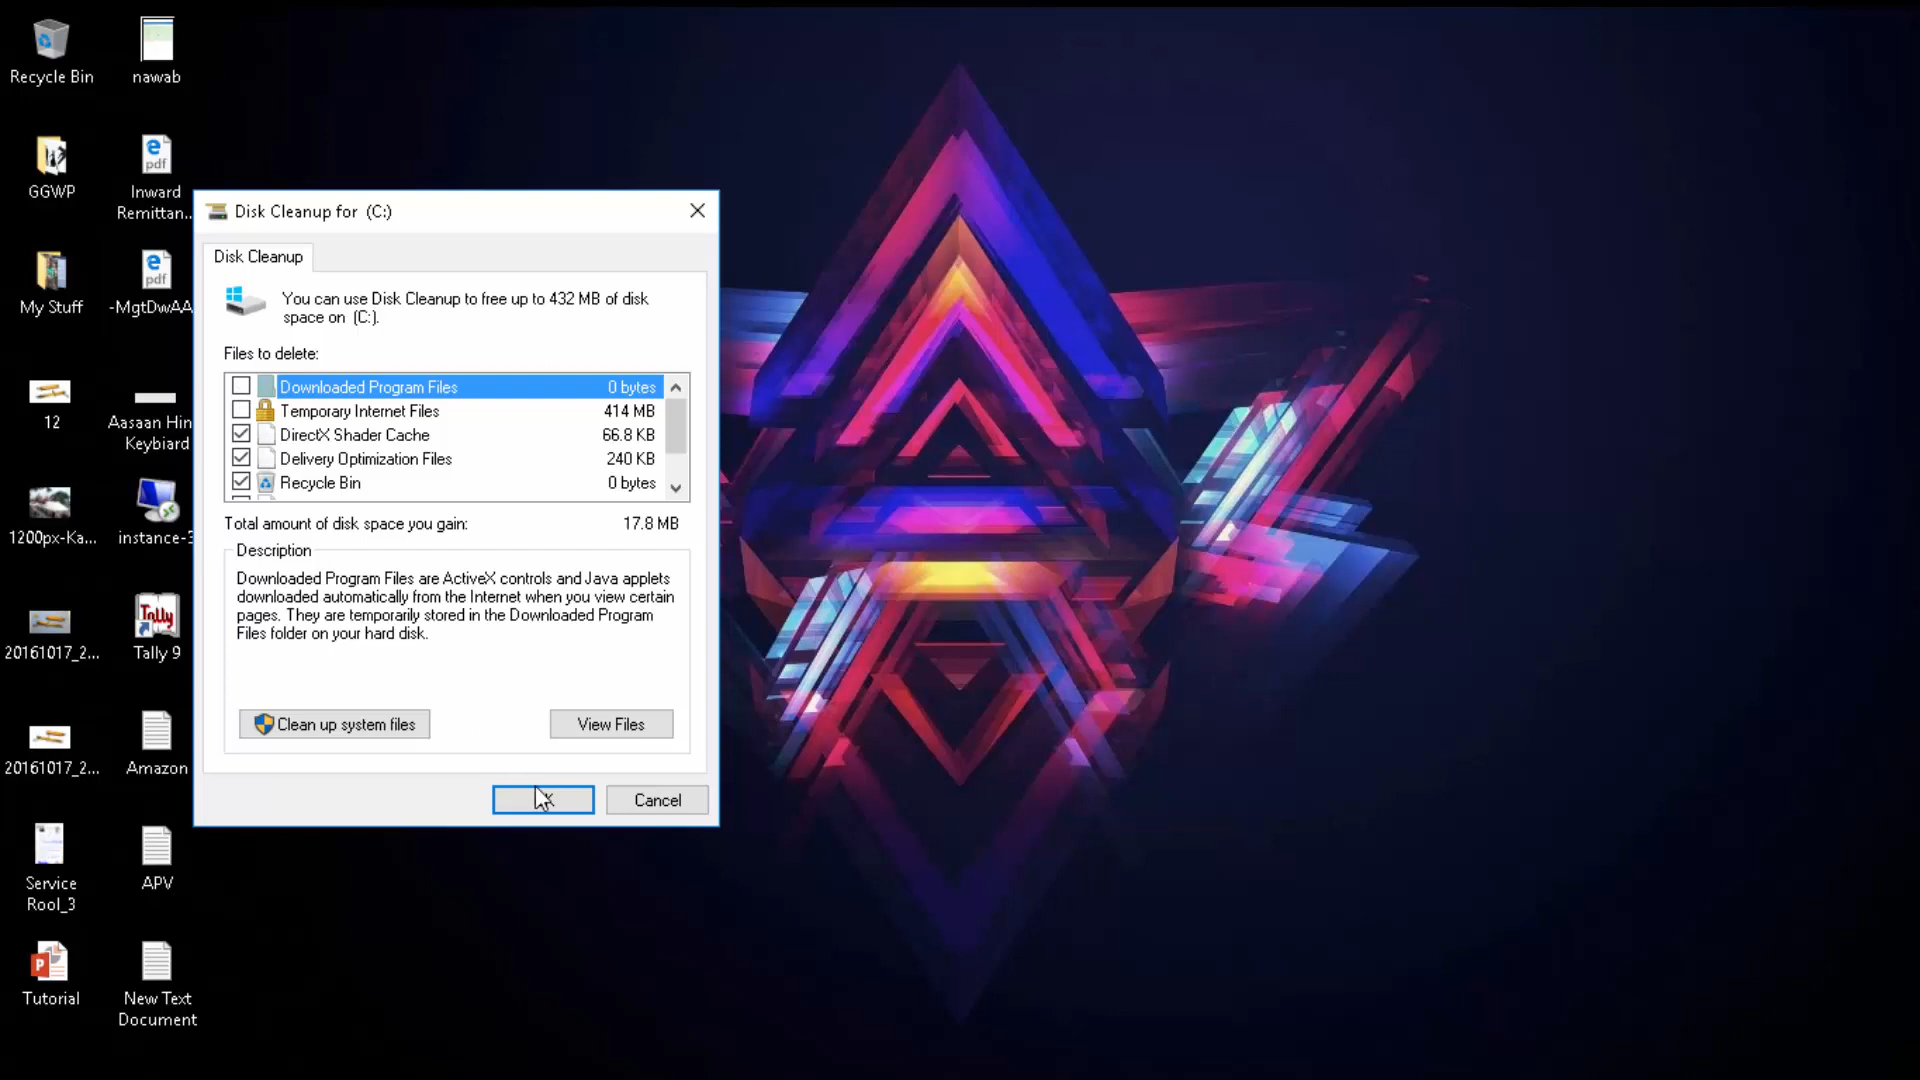 Recycle Bin
nawab
GGWP
Inward
Remittan...
My Stuff
-MgtDwAA
12
Aasaan Hin
Keybiard
1200px-Ka...
instance-3
20161017_2...
Tally
Tally 9
20161017_2...
Amazon
Service
Rool_3
APV
Tutorial
New Text
Document
pdf
pdf
Disk Cleanup for (C:)
Disk Cleanup
You can use Disk Cleanup to free up to 432 MB of disk
space on (C:).
Files to delete:
Downloaded Program Files 0 bytes
Temporary Internet Files 414 MB
DirectX Shader Cache 66.8 KB
Delivery Optimization Files 240 KB
Recycle Bin 0 bytes
Total amount of disk space you gain: 17.8 MB
Description
Downloaded Program Files are ActiveX controls and Java applets
downloaded automatically from the Internet when you view certain
pages. They are temporarily stored in the Downloaded Program
Files folder on your hard disk.
Clean up system files
View Files
Cancel